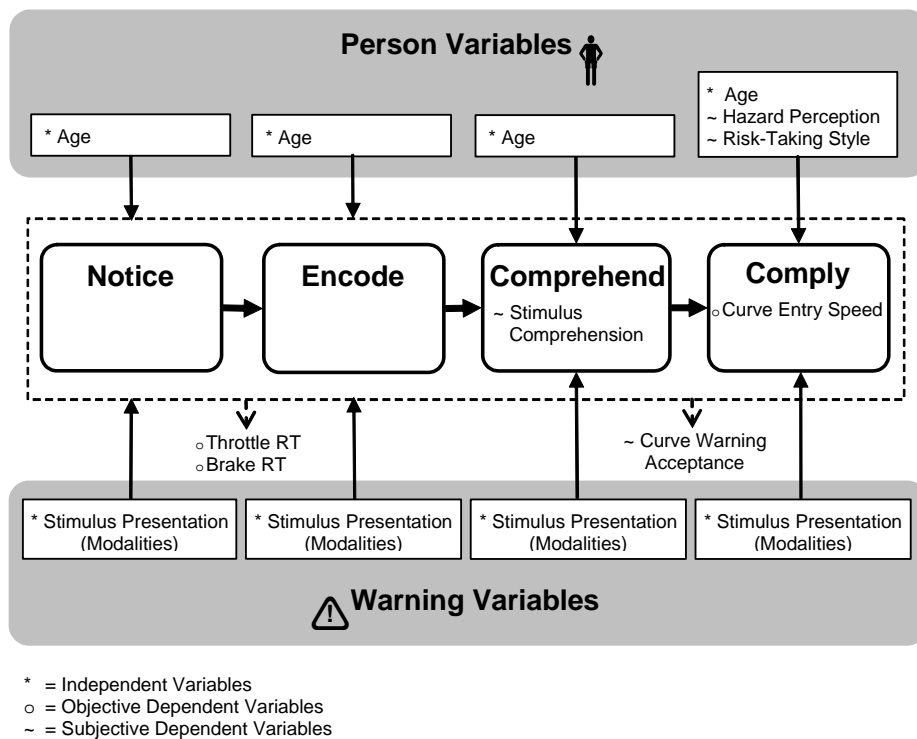 Person Variables
* Age
~ Hazard Perception
~ Risk-Taking Style
* Age
* Age
* Age
Notice
Encode
Comprehend
~ Stimulus
Comprehension
Comply
o Curve Entry Speed
o Throttle RT
o Brake RT
~ Curve Warning
Acceptance
* Stimulus Presentation
(Modalities)
* Stimulus Presentation
(Modalities)
* Stimulus Presentation
(Modalities)
* Stimulus Presentation
(Modalities)
! Warning Variables
* = Independent Variables
o = Objective Dependent Variables
~ = Subjective Dependent Variables